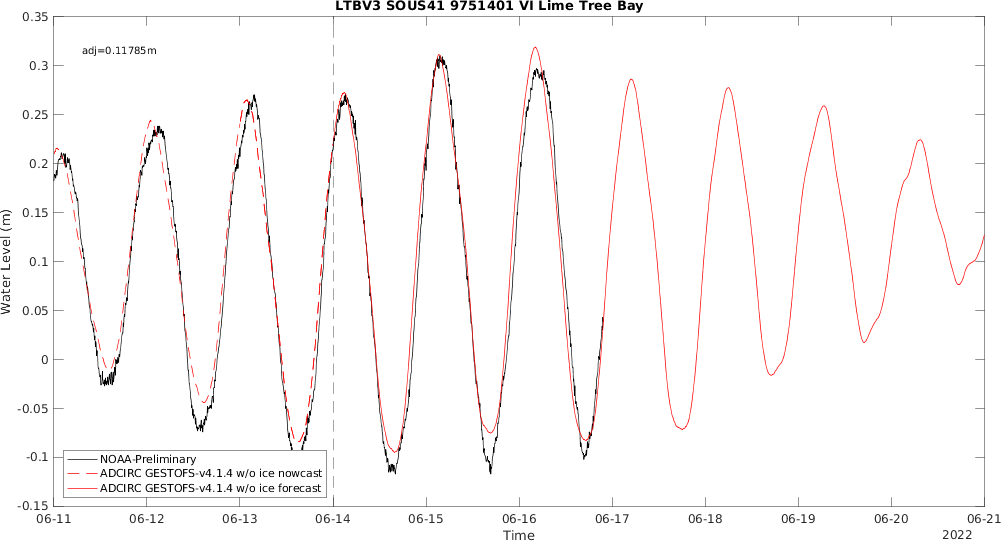 LTBV3 SOUS41 9751401 VI Lime Tree Bay
adj=0.11785m
Water Level (m)
0.35
0.3
0.25
0.2
0.15
0.1
0.05
0
-0.05
-0.1
-0.15
NOAA-Preliminary
ADCIRC GESTOFS-v4.1.4 w/o ice nowcast
ADCIRC GESTOFS-v4.1.4 w/o ice forecast
06-11 06-12 06-13 06-14 06-15 06-16 06-17 06-18 06-19 06-20 06-21
Time
2022